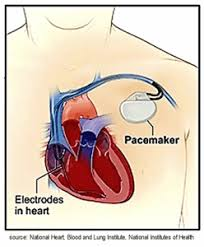 Pacemaker
Electrodes
in heart
source: National Heart, Blood and Lung Institute, National Institutes of Health